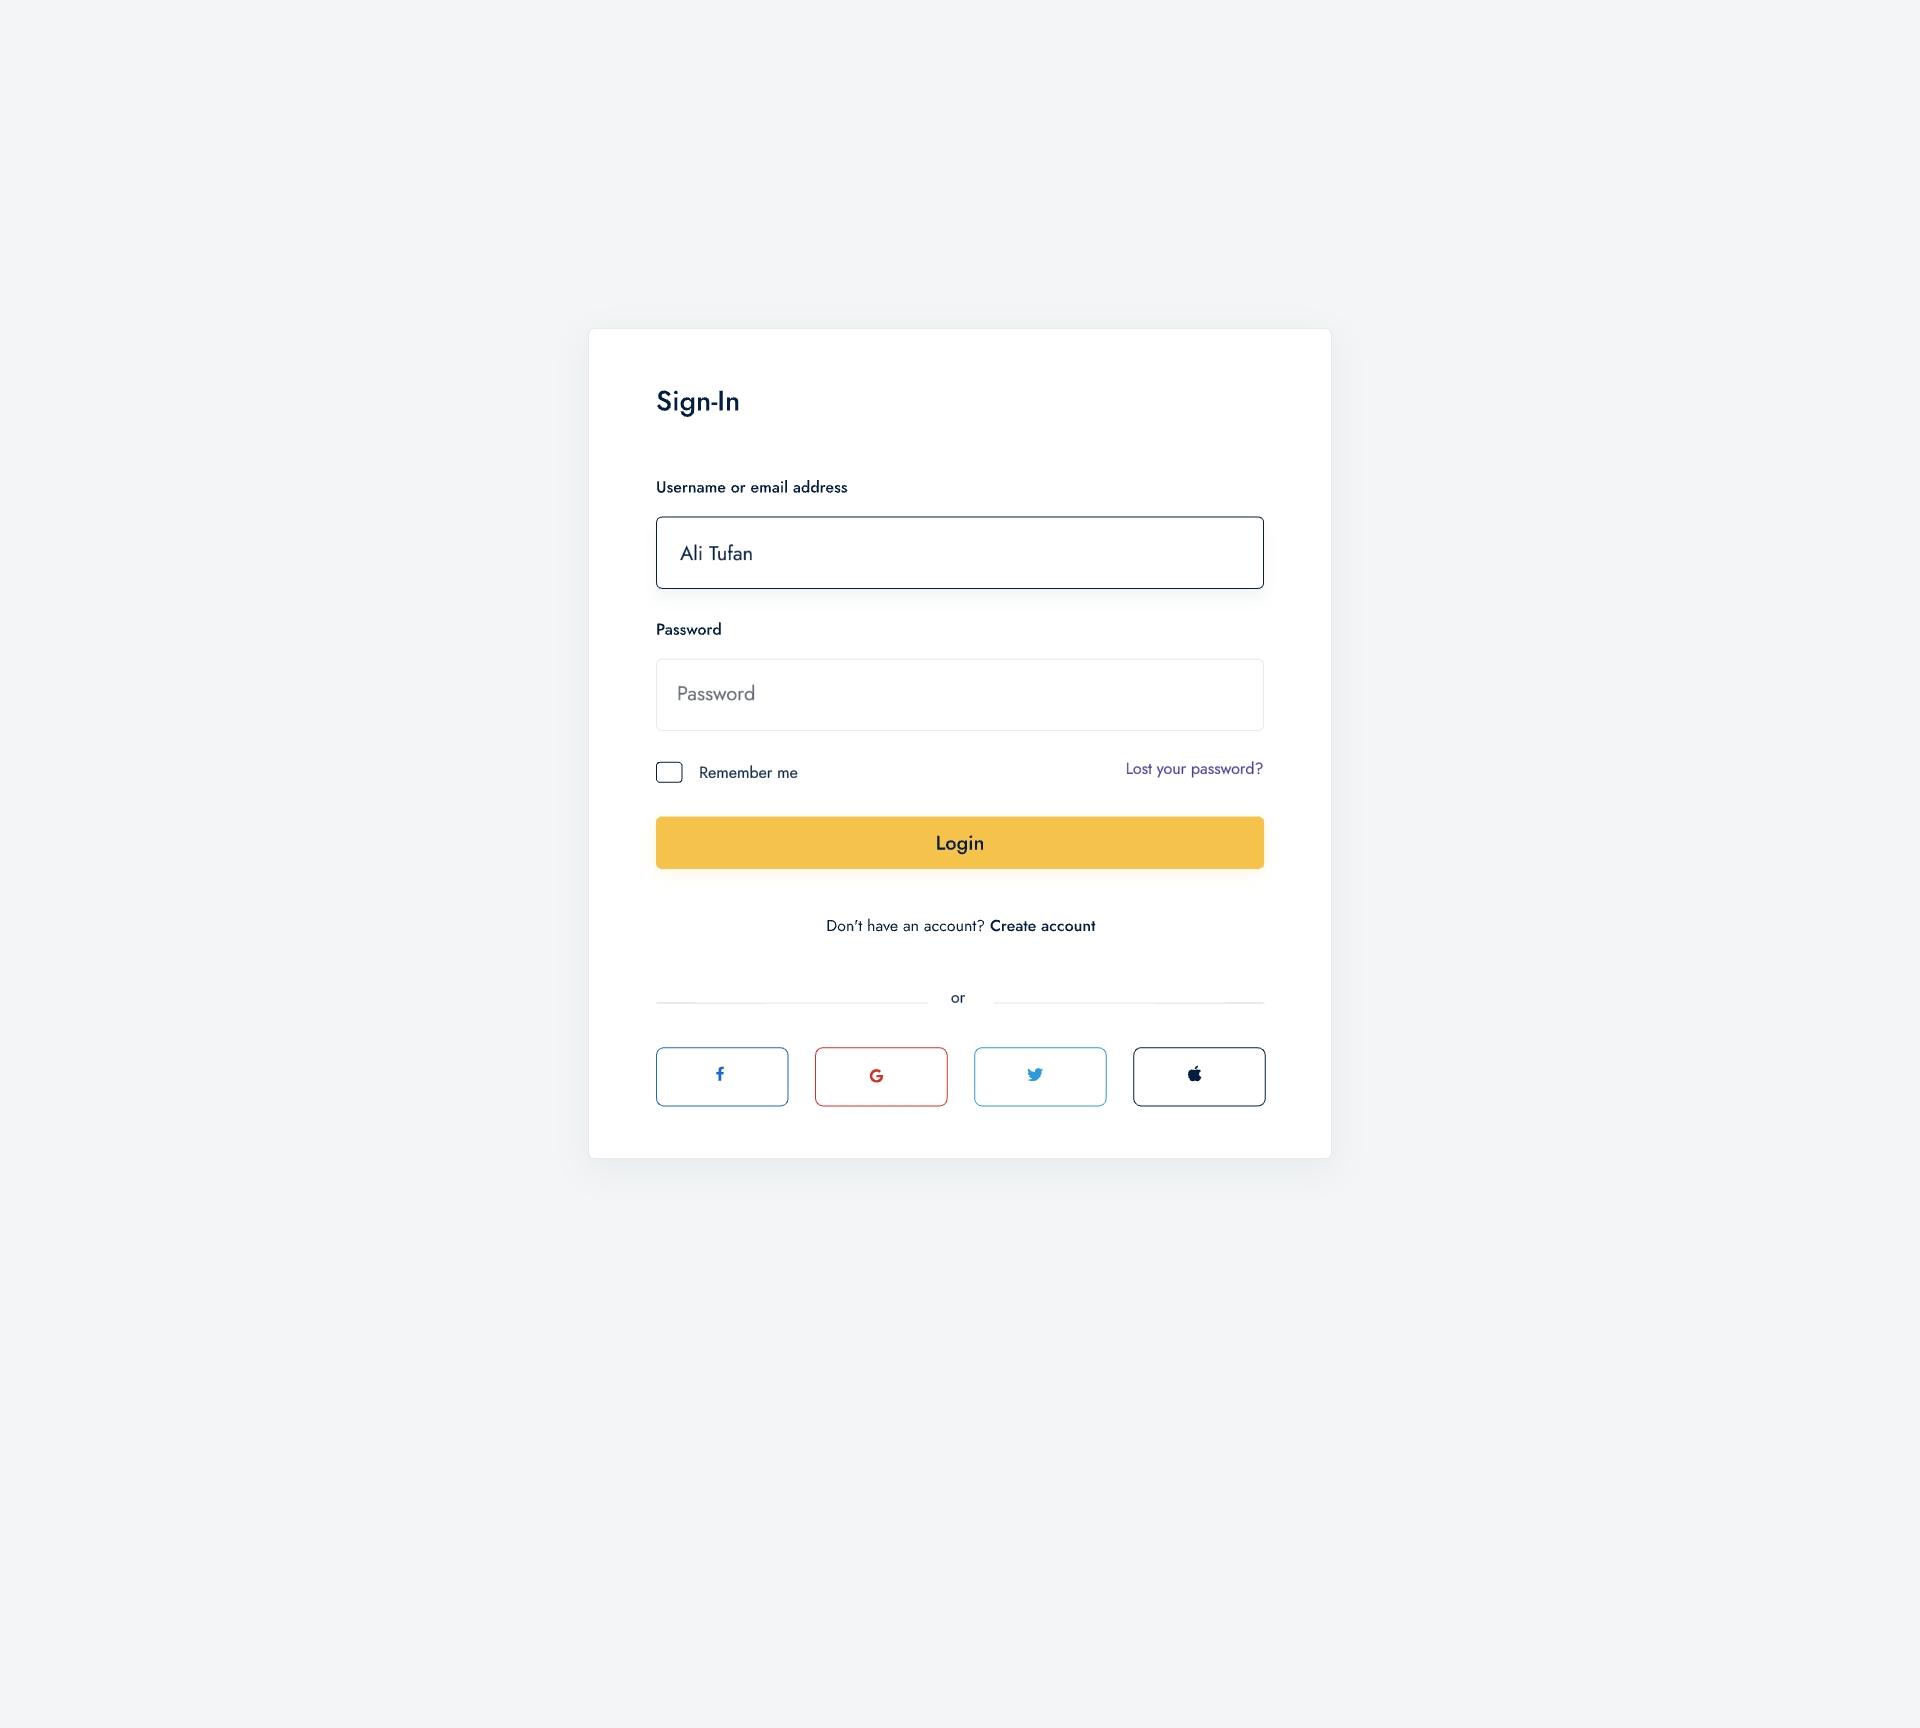 Sign-In
Username or email address
Ali Tufan
Password
Password
Remember me
Lost your password?
Login
Don't have an account? Create account
or